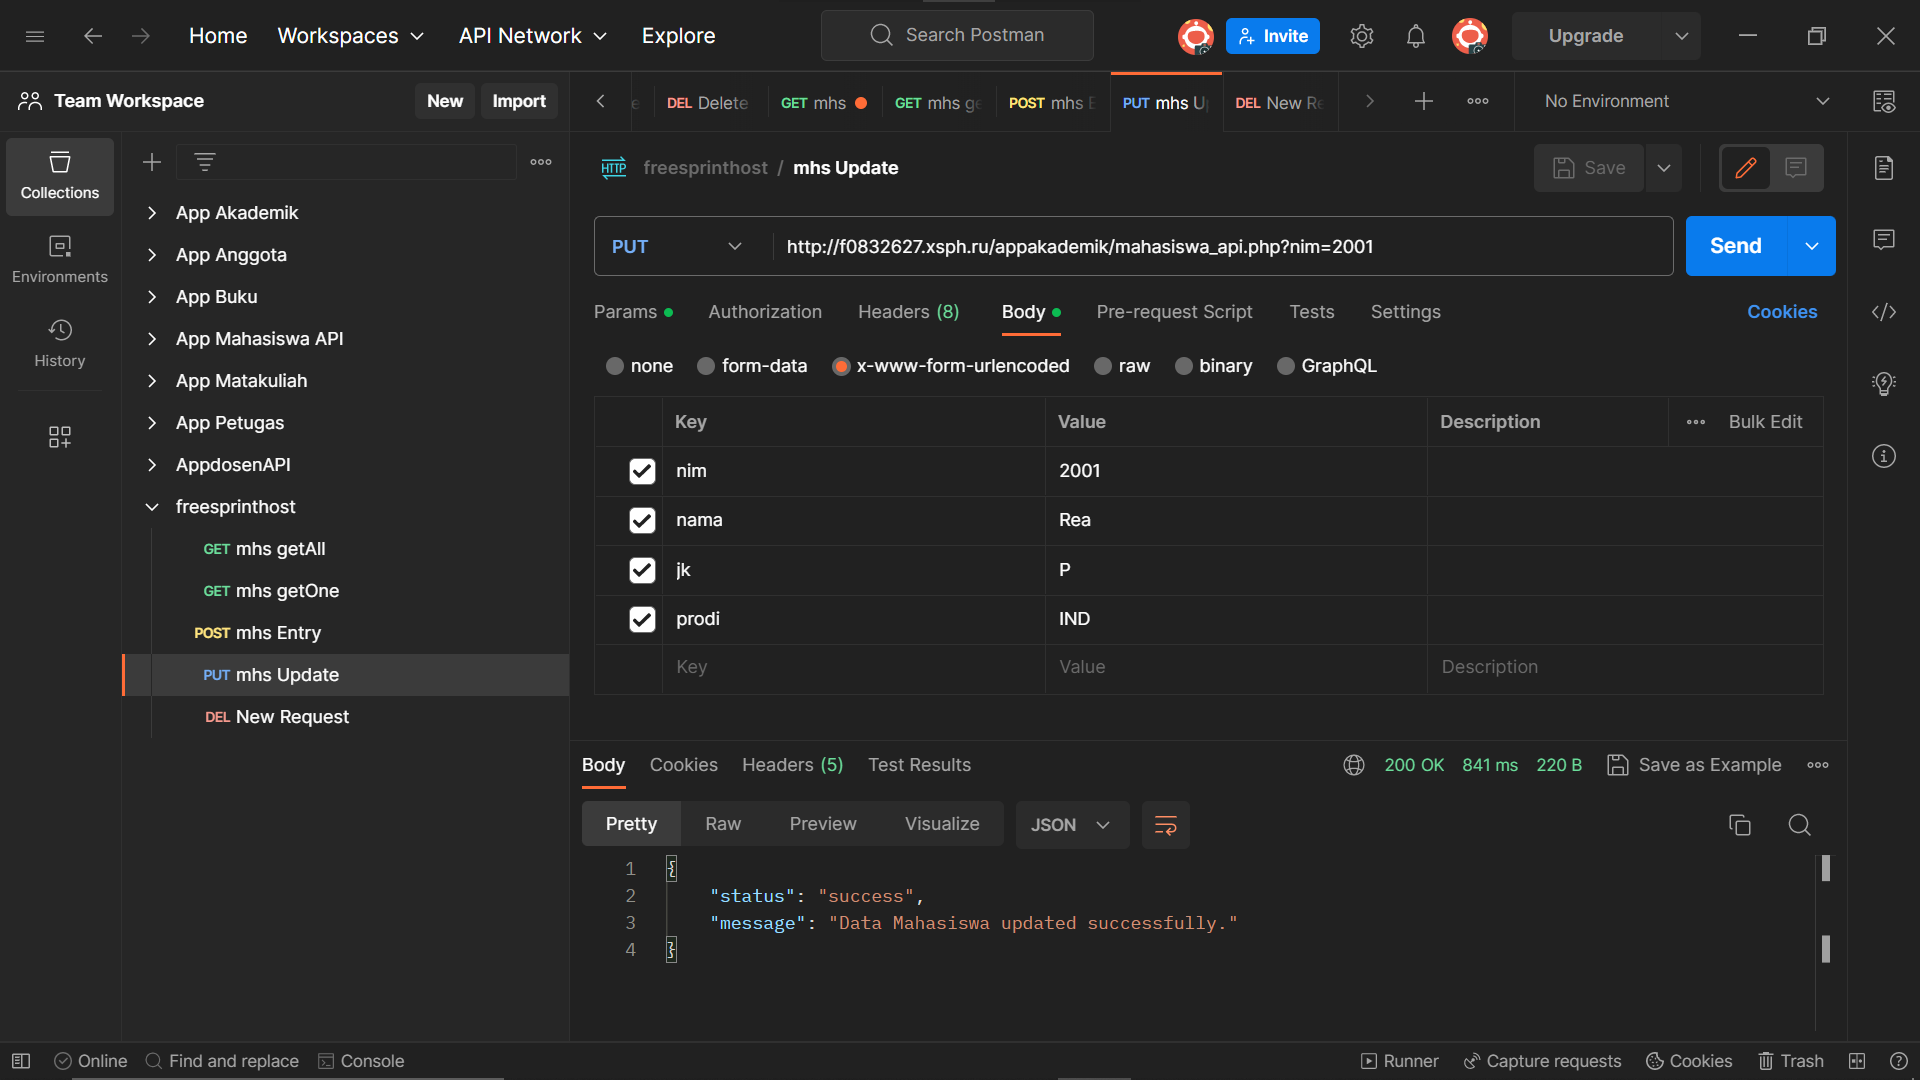 Home Workspaces API Network Explore Search Postman Invite Upgrade
Team Workspace New Import
DEL Delete GET mhs GET mhs ge POST mhs E PUT mhs Up DEL New Re No Environment
Collections
Environments
History
App Akademik
App Anggota
App Buku
App Mahasiswa API
App Matakuliah
App Petugas
AppdosenAPI
freesprinthost
GET mhs getAll
GET mhs getOne
POST mhs Entry
PUT mhs Update
DEL New Request
HTTP freesprinthost / mhs Update Save
PUT http://f0832627.xsph.ru/appakademik/mahasiswa_api.php?nim=2001 Send
Params Authorization Headers (8) Body Pre-request Script Tests Settings Cookies
none form-data x-www-form-urlencoded raw binary GraphQL
Key Value Description Bulk Edit
nim 2001
nama Rea
jk P
prodi IND
Key Value Description
Body Cookies Headers (5) Test Results 200 OK 841 ms 220 B Save as Example
Pretty Raw Preview Visualize JSON
1 {
2 "status": "success",
3 "message": "Data Mahasiswa updated successfully."
4 }
Online Find and replace Console Runner Capture requests Cookies Trash